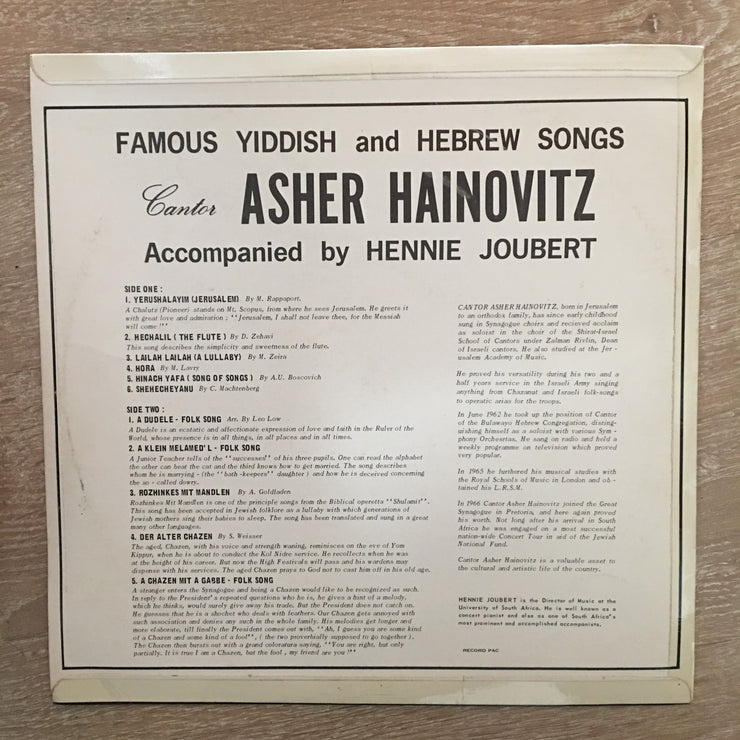 FAMOUS YIDDISH and HEBREW SONGS
Cantor ASHER HAINOVITZ
Accompanied by HENNIE JOUBERT
SIDE ONE :
1. YERUSHALAYIM (JERUSALEM) By M. Rappaport.
A Chalutz (Pioneer) stands on Mt. Scopus, from where he sees Jerusalem. He greets it
with great love and admiration ; "Jerusalem, I shall not leave thee, for the Messiah
will come !"
2. HECHALIL ( THE FLUTE ) By D. Zehavi
This song describes the simplicity and sweetness of the flute.
3. LAILAH LAILAH (A LULLABY) By M. Zeira
4. HORA By M. Lavry
5. HINACH YAFA ( SONG OF SONGS ) By A.U. Boscovich
6. SHEHECHEYANU By C. Machtenberg
SIDE TWO :
1. A DUDELE - FOLK SONG Arr. By Leo Low
A Dudele is an ecstatic and affectionate expression of love and faith in the Ruler of the
World, whose presence is in all things, in all places and in all times.
2. A KLEIN MELAMED'L - FOLK SONG
A Junior Teacher tells of the "successes" of his three pupils. One can read the alphabet
the other can beat the cat and the third knows how to get married. The song describes
whom he is marrying - (the "bath -keepers" daughter ) and how he is deceived concerning
the so - called dowry.
3. ROZHINKES MIT MANDLEN By A. Goldfaden
Rozhinkes Mit Mandlen is one of the principle songs from the Biblical operetta "Shulamit".
This song has been accepted in Jewish folklore as a lullaby with which generations of
Jewish mothers sing their babies to sleep. The song has been translated and sung in a great
many other languages.
4. DER ALTER CHAZEN By S. Weisser
The aged, Chazen, with his voice and strength waning, reminisces on the eve of Yom
Kippur, when he is about to conduct the Kol Nidre service. He recollects when he was
at the height of his career. But now the High Festivals will pass and his wardens may
dispense with his services. The aged Chazen prays to God not to cast him off in his old age.
5. A CHAZEN MIT A GABBE - FOLK SONG
A stranger enters the Synagogue and being a Chazen would like to be recognized as such.
In reply to the President's repeated questions who he is, he gives a hint of a melody,
which he thinks, would surely give away his trade. But the President does not catch on.
He guesses that he is a shochet who deals with leathers. Our Chazen gets annoyed with
such association and denies any such in the whole family. His melodies get longer and
more elaborate, till finally the President comes out with, "Ah, I guess you are some kind
of a Chazen and some kind of a fool", ( the two proverbially supposed to go together ).
The Chazen then bursts out with a grand coloratura saying, "You are right, but only
partially. It is true I am a Chazen, but the fool , my friend are you !"
CANTOR ASHER HAINOVITZ, born in Jerusalem
to an orthodox family, has since early childhood
sung in Synagogue choirs and recieved acclaim
as soloist in the choir of the Shirat-Israel
School of Cantors under Zalman Rivlin, Dean
of Israeli cantors. He also studied at the Jer-
usalem Academy of Music.
He proved his versatility during his two and a
half years service in the Israeli Army singing
anything from Chazanut and Israeli folk-songs
to operatic arias for the troops.
In June 1962 he took up the position of Cantor
of the Bulawayo Hebrew Congregation, disting-
uishing himself as a soloist with various Sym -
phony Orchestras. He sang on radio and held a
weekly programme on television which proved
very popular.
In 1965 he furthered his musical studies with
the Royal Schools of Music in London and ob -
tained his L.R.S.M.
In 1966 Cantor Asher Hainovitz joined the Great
Synagogue in Pretoria, and here again proved
his worth. Not long after his arrival in South
Africa he was engaged on a most successful
nation-wide Concert Tour in aid of the Jewish
National Fund.
Cantor Asher Hainovitz is a valuable asset to
the cultural and artistic life of the country.
HENNIE JOUBERT is the Director of Music at the
University of South Africa. He is well known as a
concert pianist and also as one of South Africa's
most prominent and accomplished accompanists.
RECORD PAC